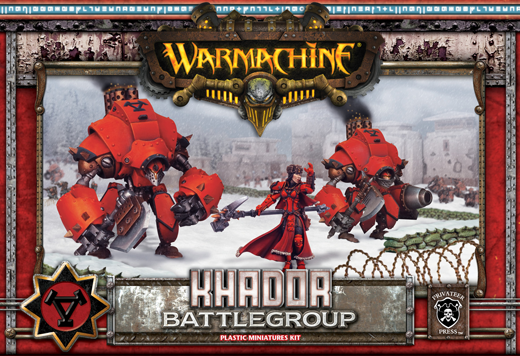 WARMACHINE
KHADOR
BATTLEGROUP
PLASTIC-MINIATURES KIT
PRIVATEER
PRESS